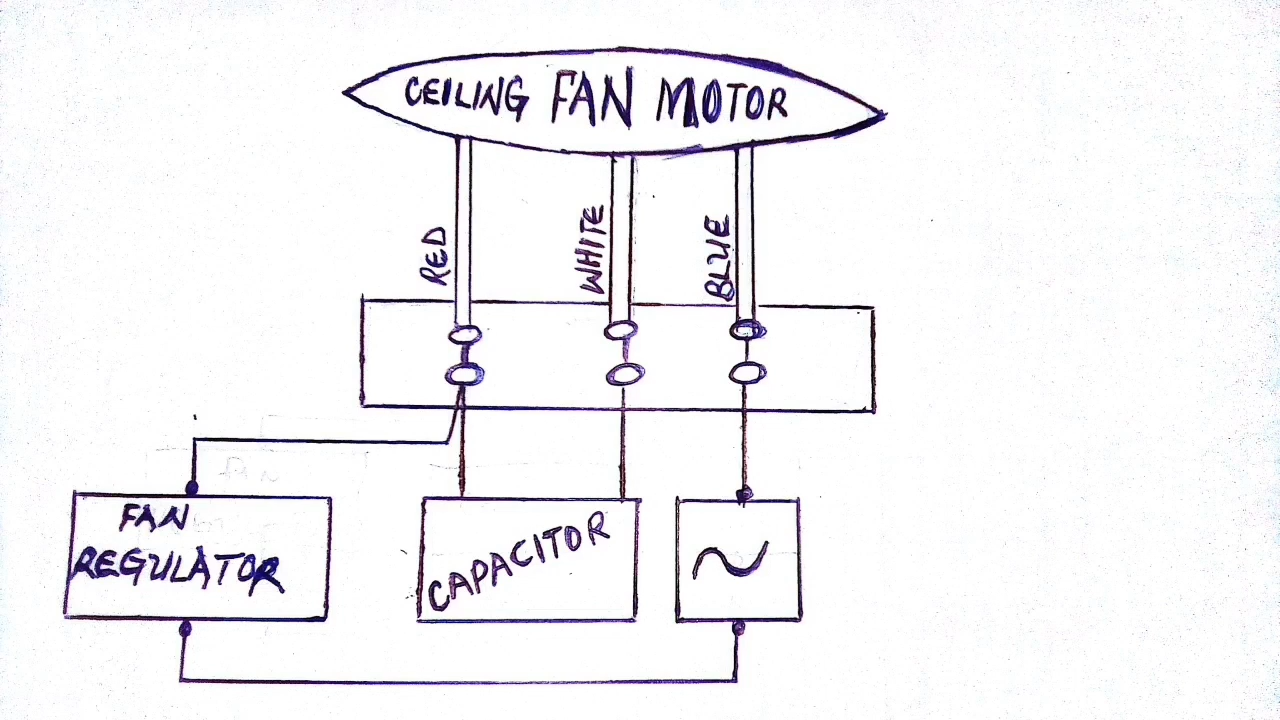 CEILING FAN MOTOR
RED
WHITE
BLUE
FAN
REGULATOR
CAPACITOR